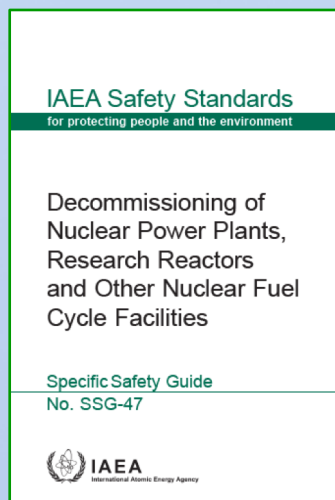 IAEA Safety Standards
for protecting people and the environment
Decommissioning of
Nuclear Power Plants,
Research Reactors
and Other Nuclear Fuel
Cycle Facilities
Specific Safety Guide
No. SSG-47
IAEA
International Atomic Energy Agency